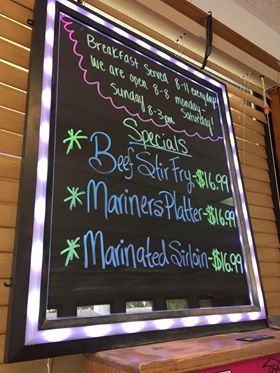 Breakfast Served 8-11 everyday!
We are open 8-8 monday-
Saturday!
Sunday 8-3pm
Specials
* Beef Stir Fry-$16.99
* Mariners Platter-$16.99
* Marinated Sirloin-$16.99